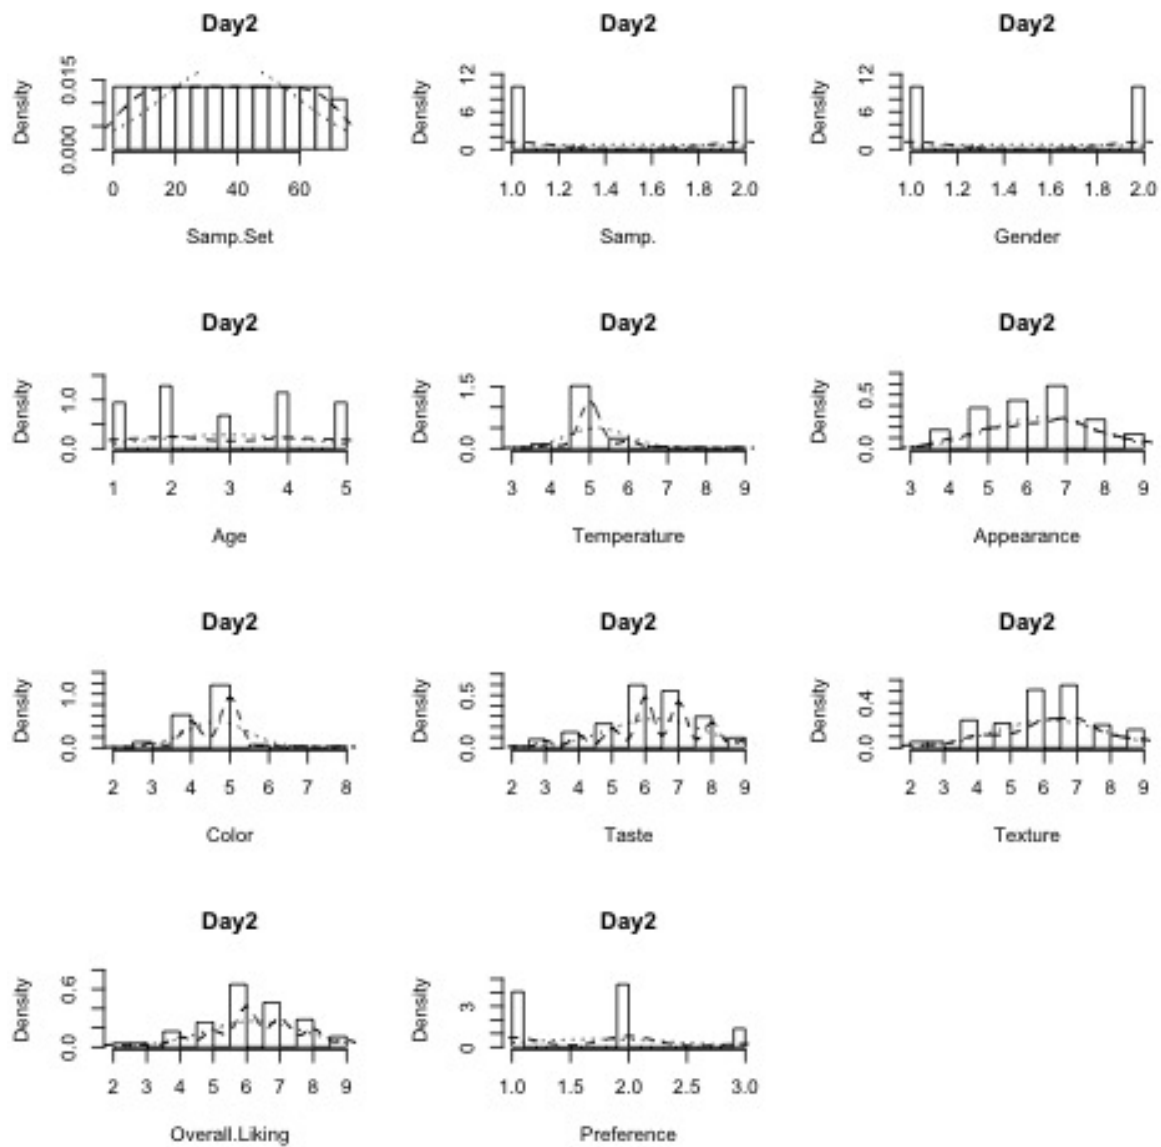 Day2 Day2 Day2
Density 0.000 0.015 Density 0 6 12 Density 0 6 12
0 20 40 60 1.0 1.2 1.4 1.6 1.8 2.0 1.0 1.2 1.4 1.6 1.8 2.0
Samp.Set Samp. Gender
Day2 Day2 Day2
Density 0.0 1.0 Density 0.0 1.5 Density 0.0 0.5
1 2 3 4 5 3 4 5 6 7 8 9 3 4 5 6 7 8 9
Age Temperature Appearance
Day2 Day2 Day2
Density 0.0 1.0 Density 0.0 0.5 Density 0.0 0.4
2 3 4 5 6 7 8 2 3 4 5 6 7 8 9 2 3 4 5 6 7 8 9
Color Taste Texture
Day2 Day2
Density 0.0 0.6 Density 0 3
2 3 4 5 6 7 8 9 1.0 1.5 2.0 2.5 3.0
Overall.Liking Preference